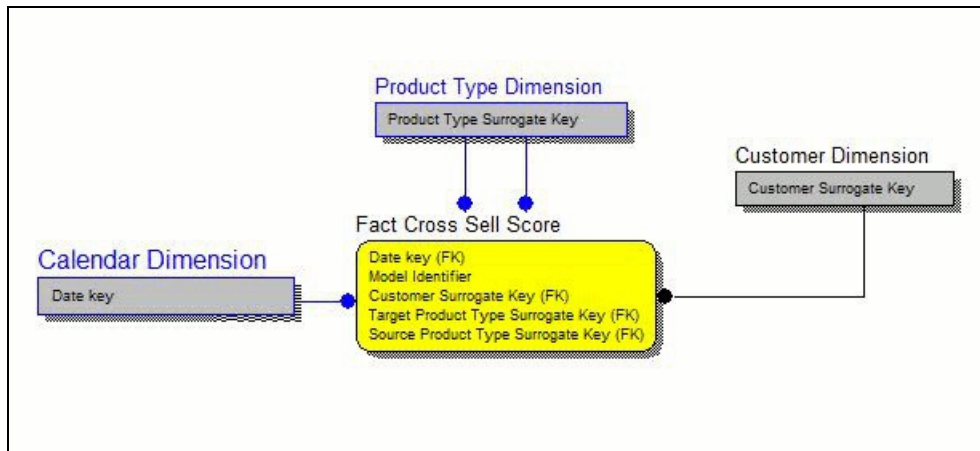 Product Type Dimension
Product Type Surrogate Key
Customer Dimension
Customer Surrogate Key
Fact Cross Sell Score
Date key (FK)
Model Identifier
Customer Surrogate Key (FK)
Target Product Type Surrogate Key (FK)
Source Product Type Surrogate Key (FK)
Calendar Dimension
Date key